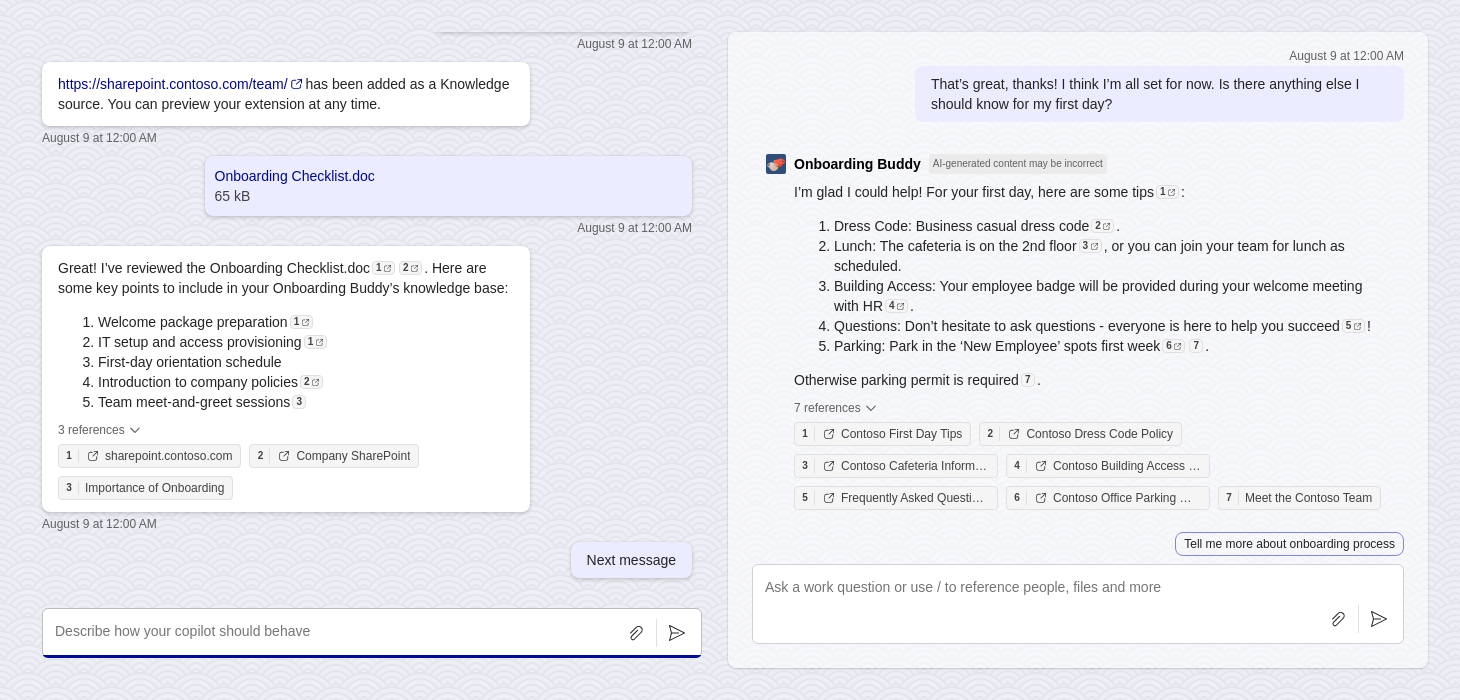 August 9 at 12:00 AM
https://sharepoint.contoso.com/team/ has been added as a Knowledge
source. You can preview your extension at any time.
August 9 at 12:00 AM
Onboarding Checklist.doc
65 kB
August 9 at 12:00 AM
Great! I’ve reviewed the Onboarding Checklist.doc 1 2 . Here are
some key points to include in your Onboarding Buddy’s knowledge base:
1. Welcome package preparation 1
2. IT setup and access provisioning 1
3. First-day orientation schedule
4. Introduction to company policies 2
5. Team meet-and-greet sessions 3
3 references
1 sharepoint.contoso.com 2 Company SharePoint
3 Importance of Onboarding
August 9 at 12:00 AM
Next message
Describe how your copilot should behave
August 9 at 12:00 AM
That’s great, thanks! I think I’m all set for now. Is there anything else I
should know for my first day?
Onboarding Buddy AI-generated content may be incorrect
I’m glad I could help! For your first day, here are some tips 1 :
1. Dress Code: Business casual dress code 2 .
2. Lunch: The cafeteria is on the 2nd floor 3 , or you can join your team for lunch as
scheduled.
3. Building Access: Your employee badge will be provided during your welcome meeting
with HR 4 .
4. Questions: Don’t hesitate to ask questions - everyone is here to help you succeed 5 !
5. Parking: Park in the ‘New Employee’ spots first week 6 7 .
Otherwise parking permit is required 7 .
7 references
1 Contoso First Day Tips 2 Contoso Dress Code Policy
3 Contoso Cafeteria Inform… 4 Contoso Building Access …
5 Frequently Asked Questi… 6 Contoso Office Parking … 7 Meet the Contoso Team
Tell me more about onboarding process
Ask a work question or use / to reference people, files and more